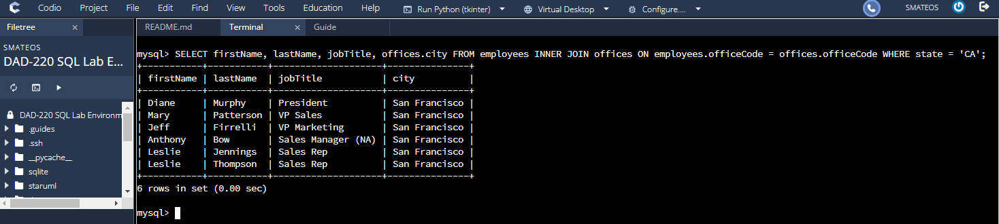 Codio Project File Edit Find View Tools Education Help Run Python (tkinter) Virtual Desktop Configure.... SMATEOS
Filetree ×
README.md Terminal × Guide
SMATEOS
DAD-220 SQL Lab E...
DAD-220 SQL Lab Environm
.guides
.ssh
__pycache__
sqlite
staruml
mysql> SELECT firstName, lastName, jobTitle, offices.city FROM employees INNER JOIN offices ON employees.officeCode = offices.officeCode WHERE state = 'CA';
+-----------+-----------+--------------------+---------------+
| firstName | lastName | jobTitle | city |
+-----------+-----------+--------------------+---------------+
| Diane | Murphy | President | San Francisco |
| Mary | Patterson | VP Sales | San Francisco |
| Jeff | Firrelli | VP Marketing | San Francisco |
| Anthony | Bow | Sales Manager (NA) | San Francisco |
| Leslie | Jennings | Sales Rep | San Francisco |
| Leslie | Thompson | Sales Rep | San Francisco |
+-----------+-----------+--------------------+---------------+
6 rows in set (0.00 sec)
mysql>